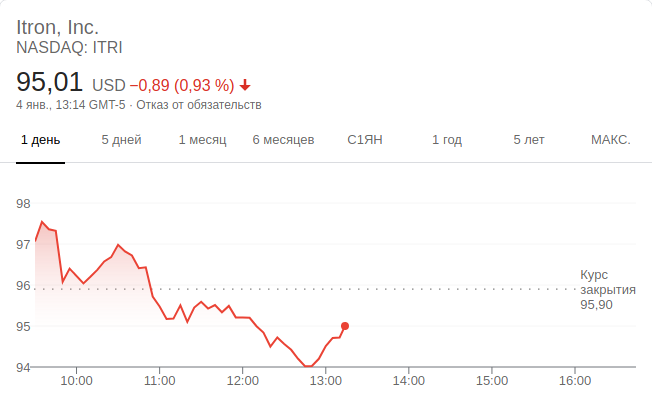 Itron, Inc.
NASDAQ: ITRI
95,01 USD −0,89 (0,93 %)
4 янв., 13:14 GMT-5 · Отказ от обязательств
1 день 5 дней 1 месяц 6 месяцев С1ЯН 1 год 5 лет МАКС.
98
97
96
95
94
Курс
закрытия
95,90
10:00 11:00 12:00 13:00 14:00 15:00 16:00